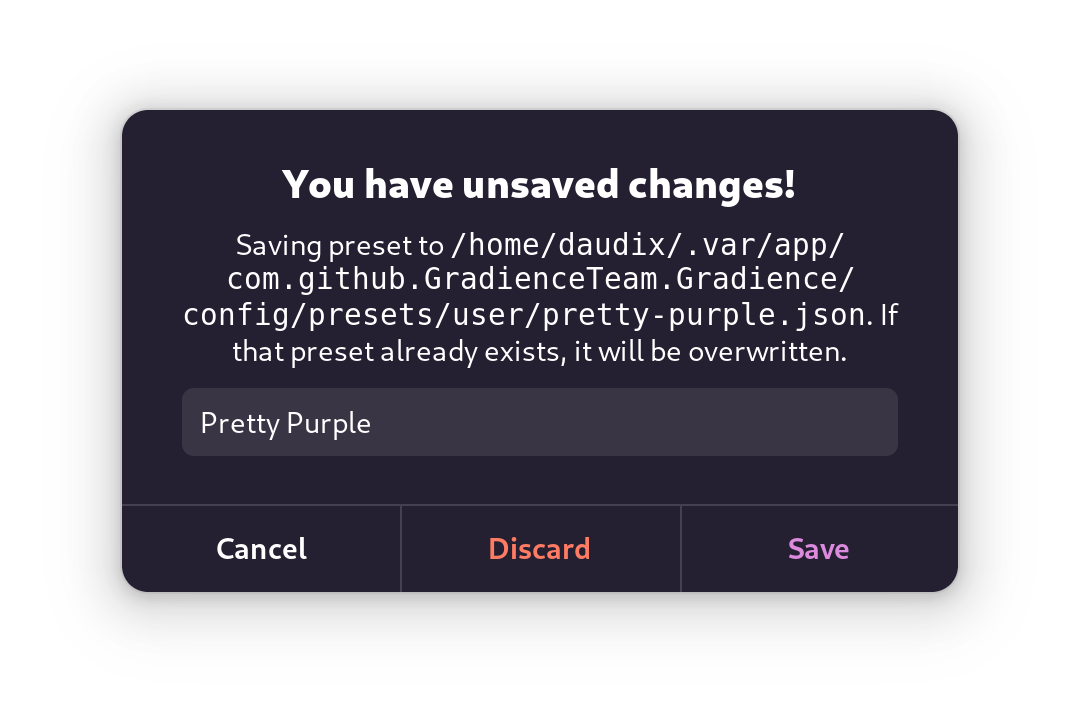 You have unsaved changes!
Saving preset to /home/daudix/.var/app/
com.github.GradienceTeam.Gradience/
config/presets/user/pretty-purple.json. If
that preset already exists, it will be overwritten.
Pretty Purple
Cancel
Discard
Save